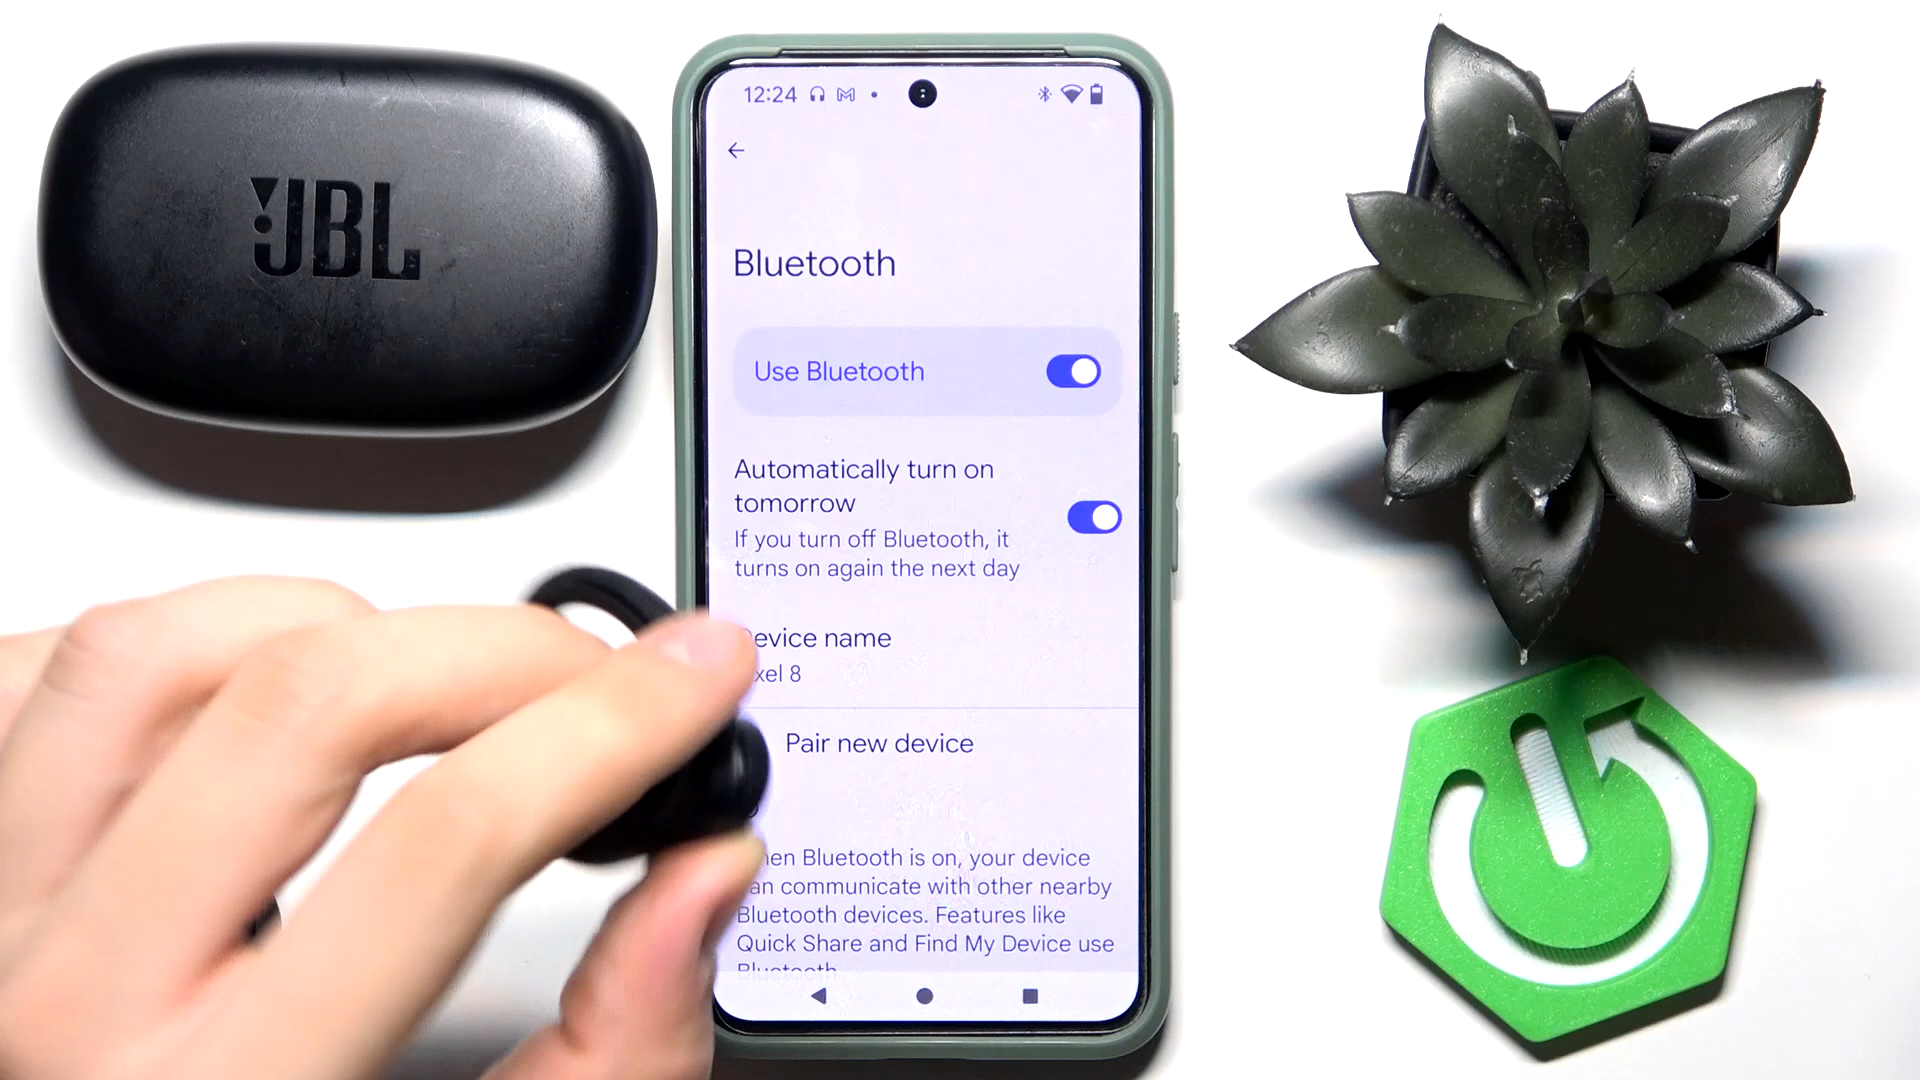 JBL
12:24
Bluetooth
Use Bluetooth
Automatically turn on
tomorrow
If you turn off Bluetooth, it
turns on again the next day
evice name
xel 8
Pair new device
hen Bluetooth is on, your device
an communicate with other nearby
Bluetooth devices. Features like
Quick Share and Find My Device use
Bluetooth.